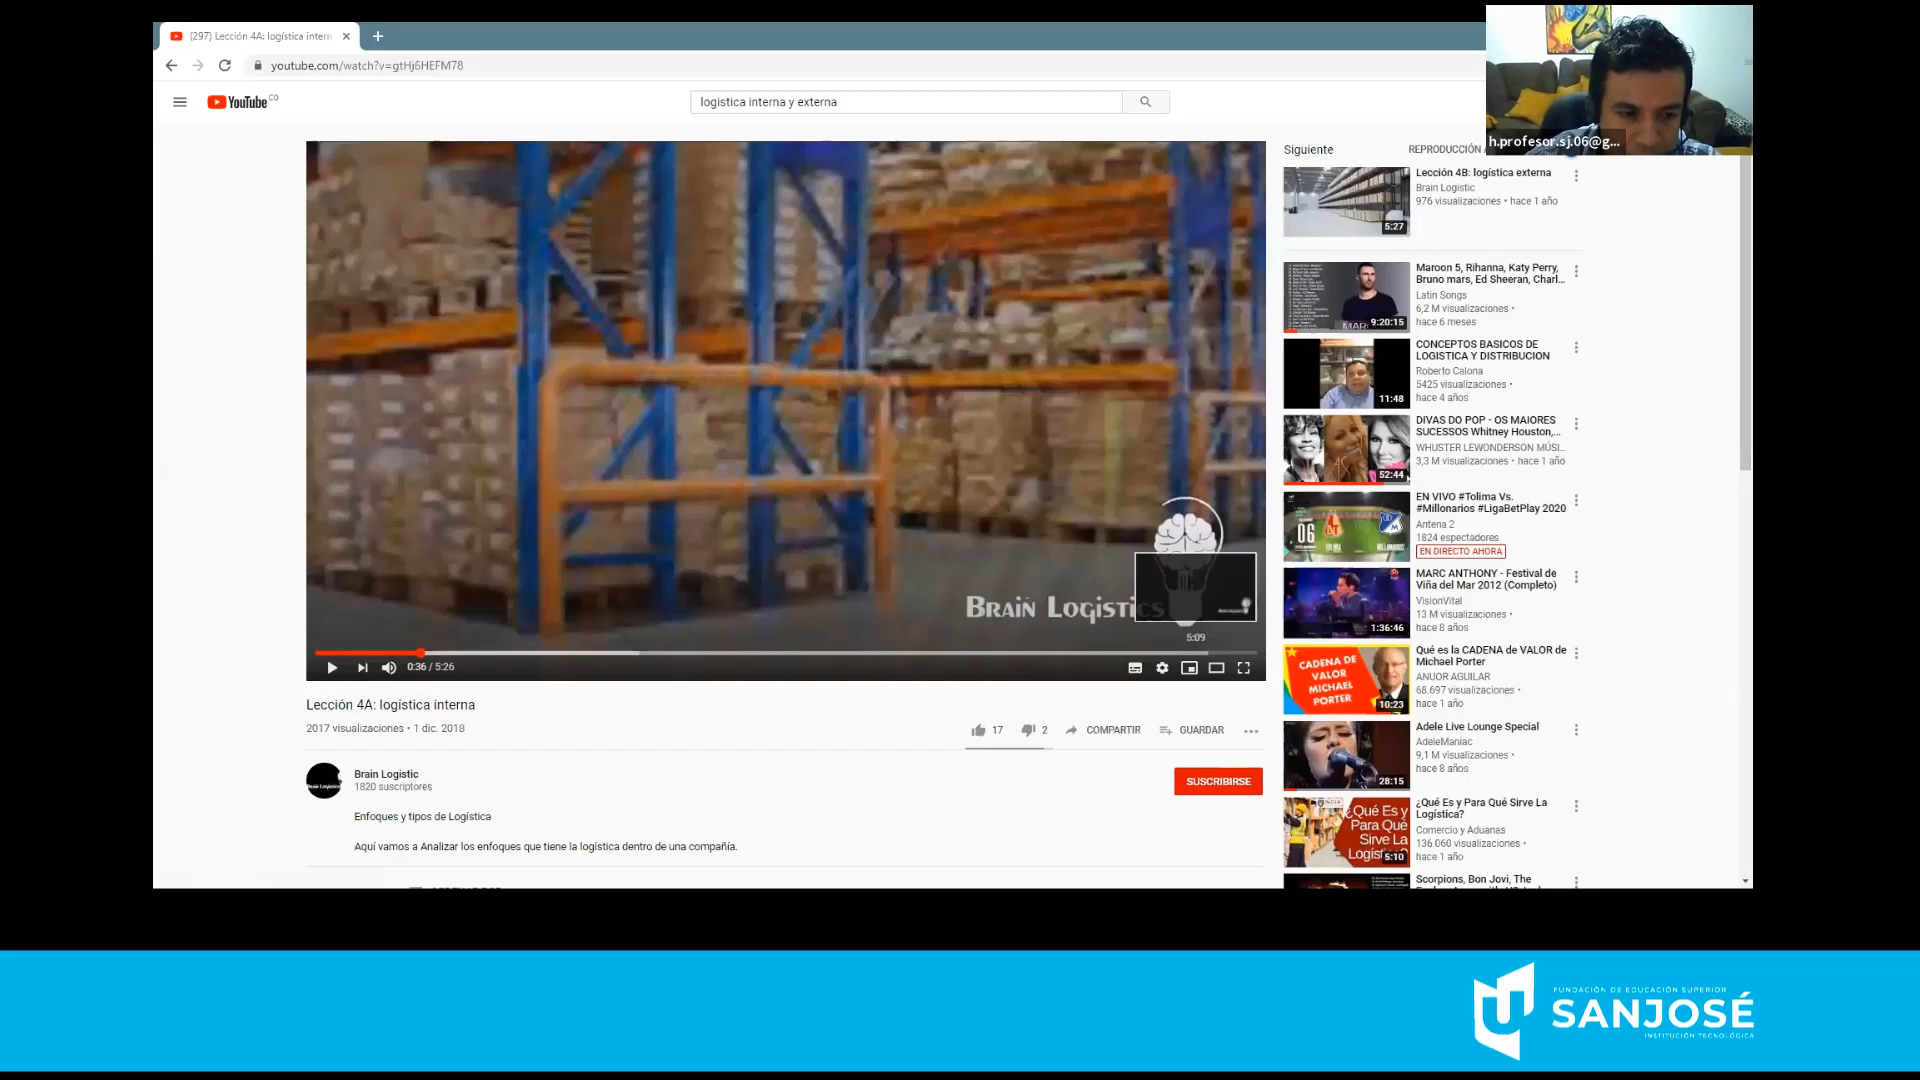 (297) Lección 4A: logística intern
youtube.com/watch?v=gtHj6HEFM78
YouTube CO
logistica interna y externa
h.profesor.sj.06@g...
BRAIN LOGISTICS
5:09
0:36 / 5:26
Lección 4A: logística interna
2017 visualizaciones • 1 dic. 2018
17
2
COMPARTIR
GUARDAR
Brain Logistic
1820 suscriptores
SUSCRIBIRSE
Enfoques y tipos de Logística
Aquí vamos a Analizar los enfoques que tiene la logística dentro de una compañía.
Siguiente
REPRODUCCIÓN
Lección 4B: logística externa
Brain Logistic
976 visualizaciones • hace 1 año
5:27
Maroon 5, Rihanna, Katy Perry,
Bruno mars, Ed Sheeran, Charl...
Latin Songs
6,2 M visualizaciones •
hace 6 meses
9:20:15
CONCEPTOS BASICOS DE
LOGISTICA Y DISTRIBUCION
Roberto Calona
5425 visualizaciones •
hace 4 años
11:48
DIVAS DO POP - OS MAIORES
SUCESSOS Whitney Houston,...
WHUSTER LEWONDERSON MÚSI...
3,3 M visualizaciones • hace 1 año
52:44
EN VIVO #Tolima Vs.
#Millonarios #LigaBetPlay 2020
Antena 2
1824 espectadores
EN DIRECTO AHORA
06
MARC ANTHONY - Festival de
Viña del Mar 2012 (Completo)
VisionVital
13 M visualizaciones •
hace 8 años
1:36:46
Qué es la CADENA de VALOR de
Michael Porter
ANUOR AGUILAR
68.697 visualizaciones •
hace 1 año
CADENA DE
VALOR
MICHAEL
PORTER
10:23
Adele Live Lounge Special
AdeleManiac
9,1 M visualizaciones •
hace 8 años
28:15
¿Qué Es y Para Qué Sirve La
Logística?
Comercio y Aduanas
136.060 visualizaciones •
hace 1 año
¿Qué Es y
Para Qué
Sirve La
5:10
Scorpions, Bon Jovi, The
FUNDACIÓN DE EDUCACIÓN SUPERIOR
SANJOSÉ
INSTITUCIÓN TECNOLÓGICA